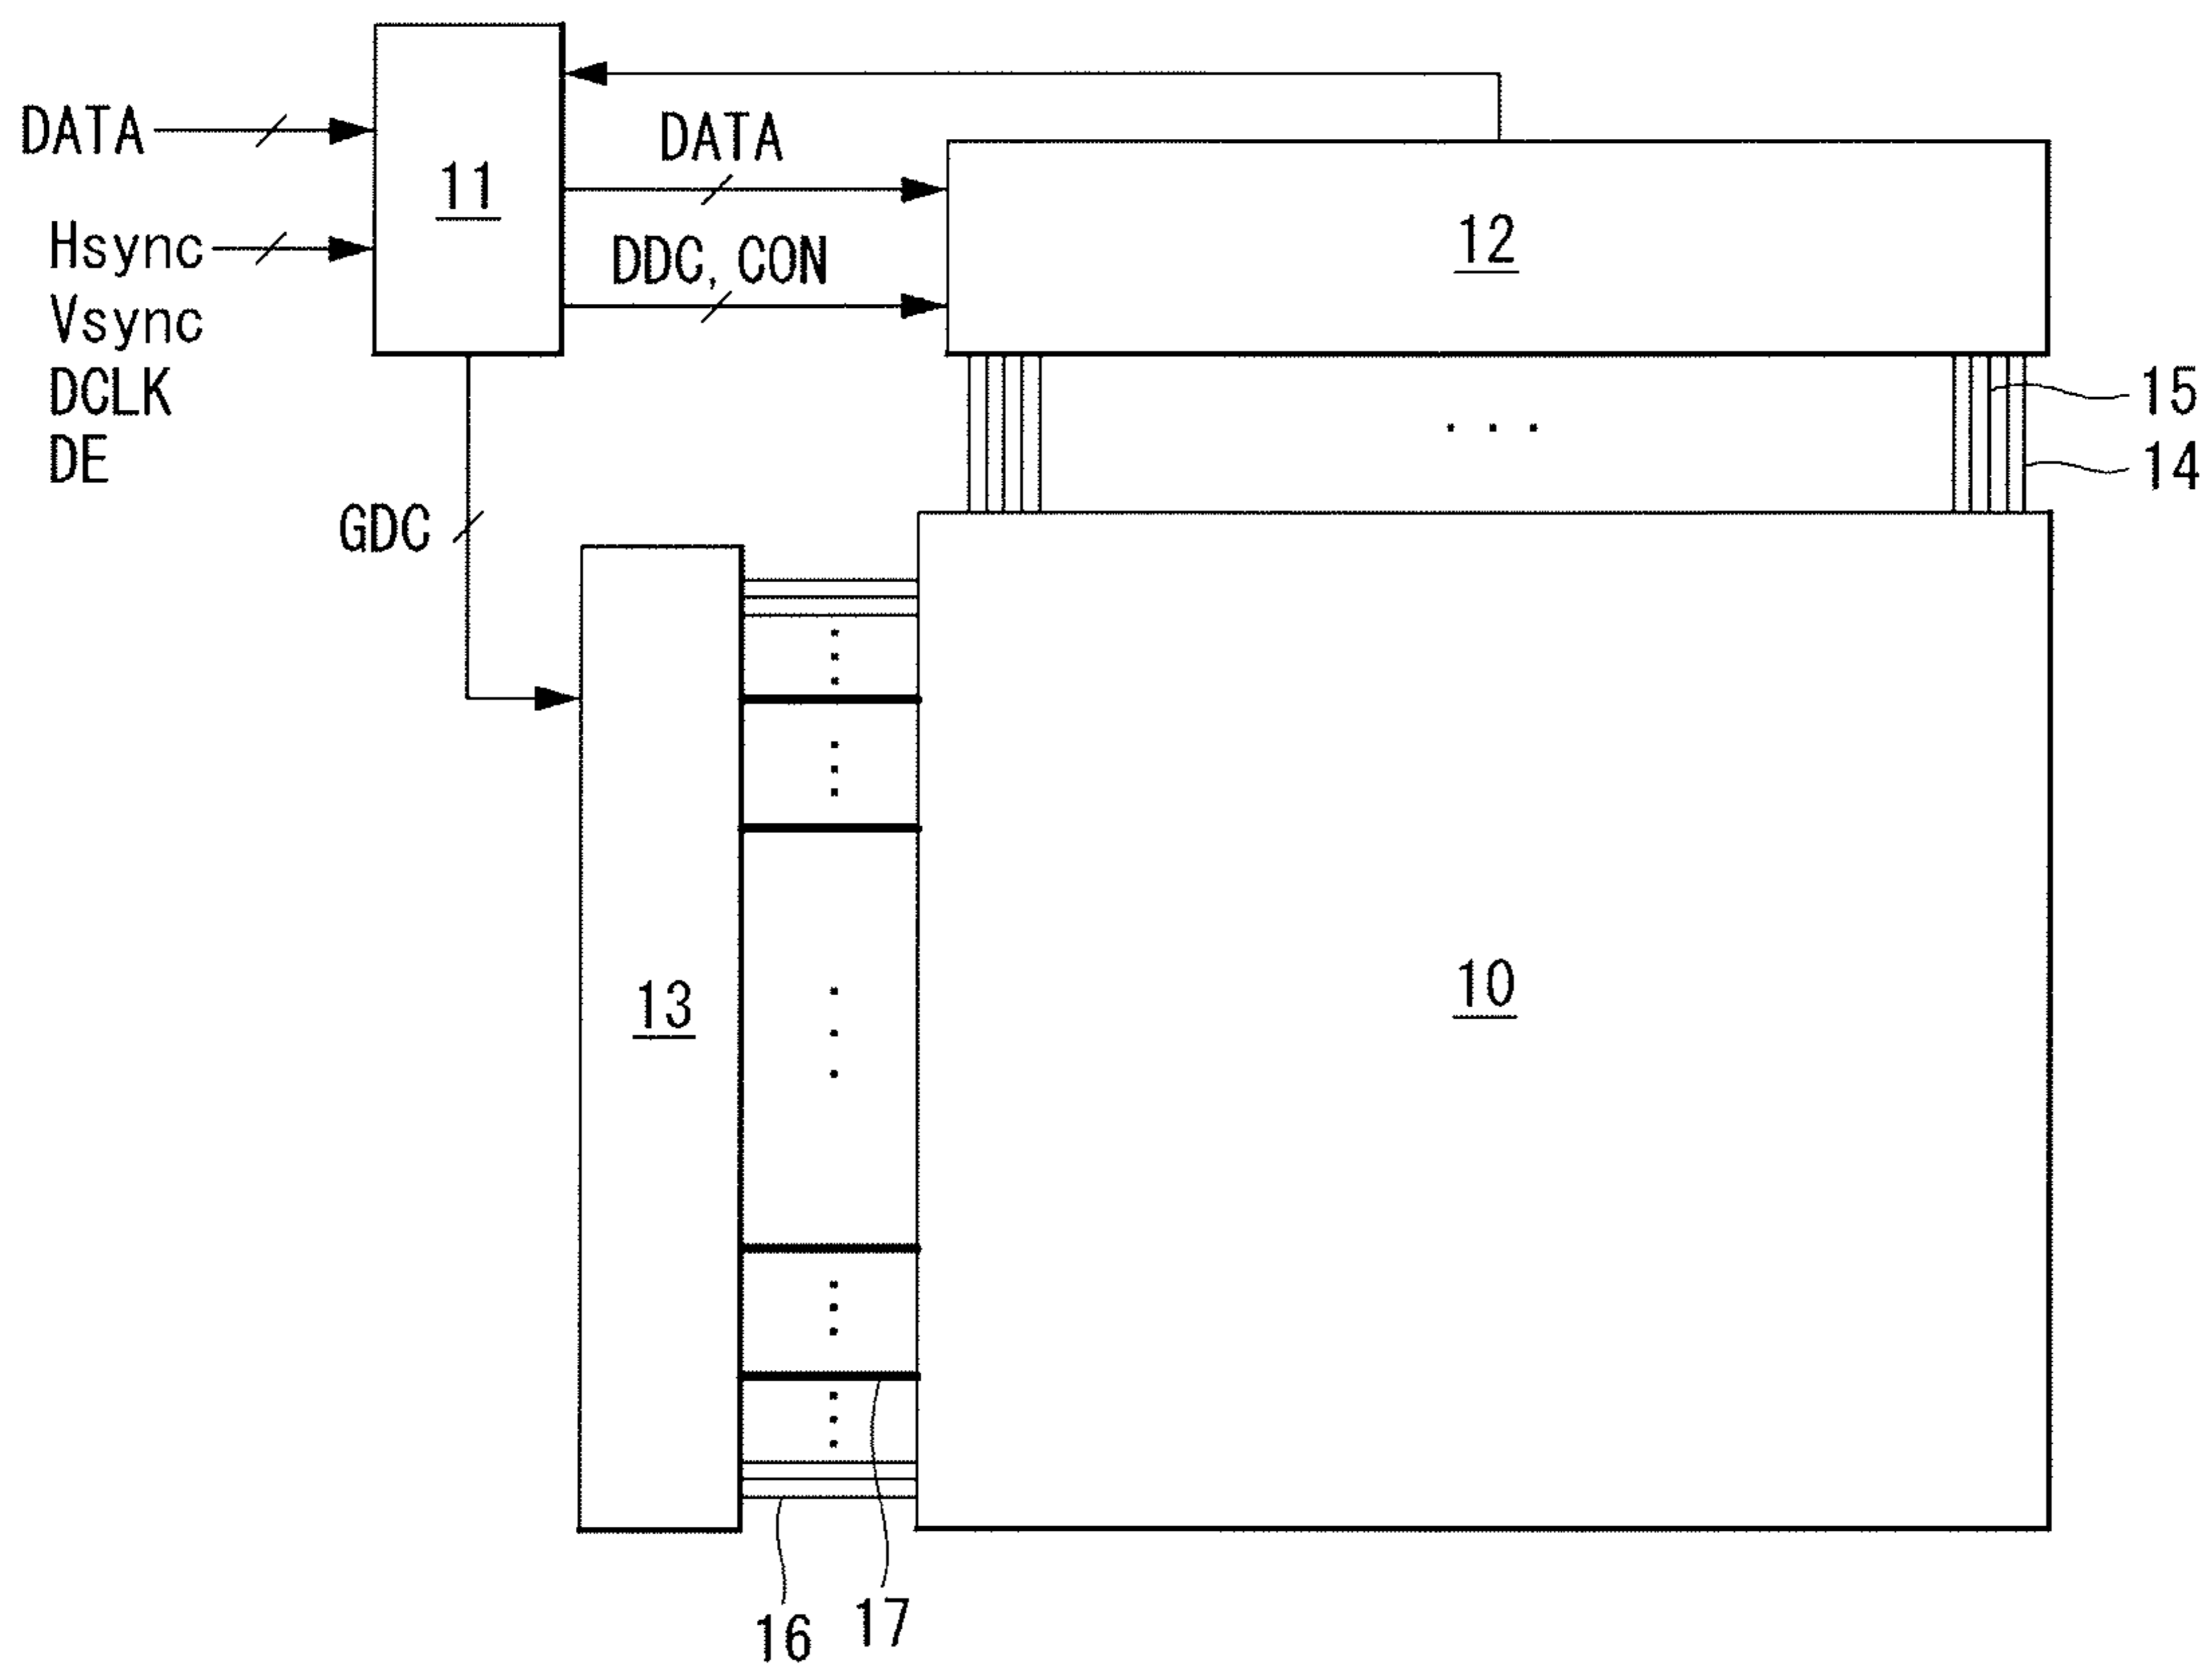 DATA
11
DATA
Hsync
DDC, CON
12
Vsync
DCLK
15
DE
14
GDC
13
10
16
17